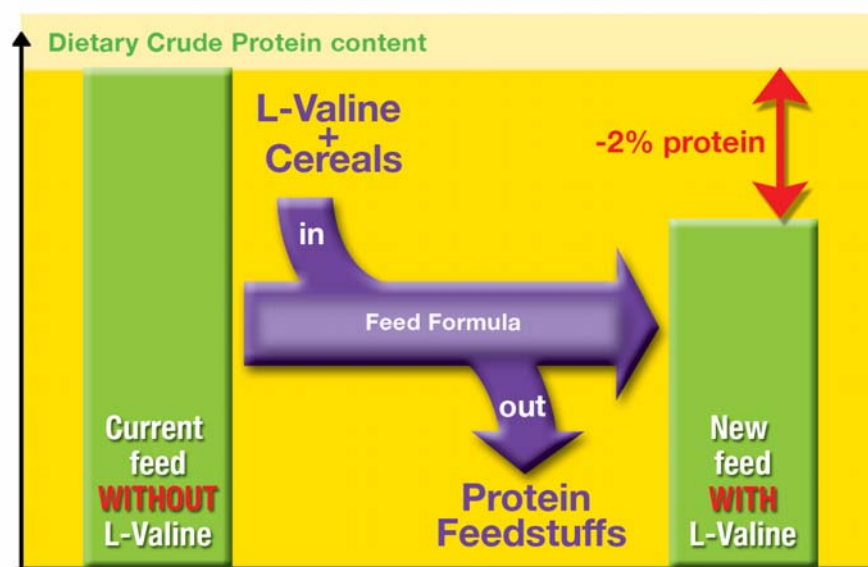 Dietary Crude Protein content
L-Valine
+
Cereals
-2% protein
in
Feed Formula
out
Current
feed
WITHOUT
L-Valine
Protein
Feedstuffs
New
feed
WITH
L-Valine